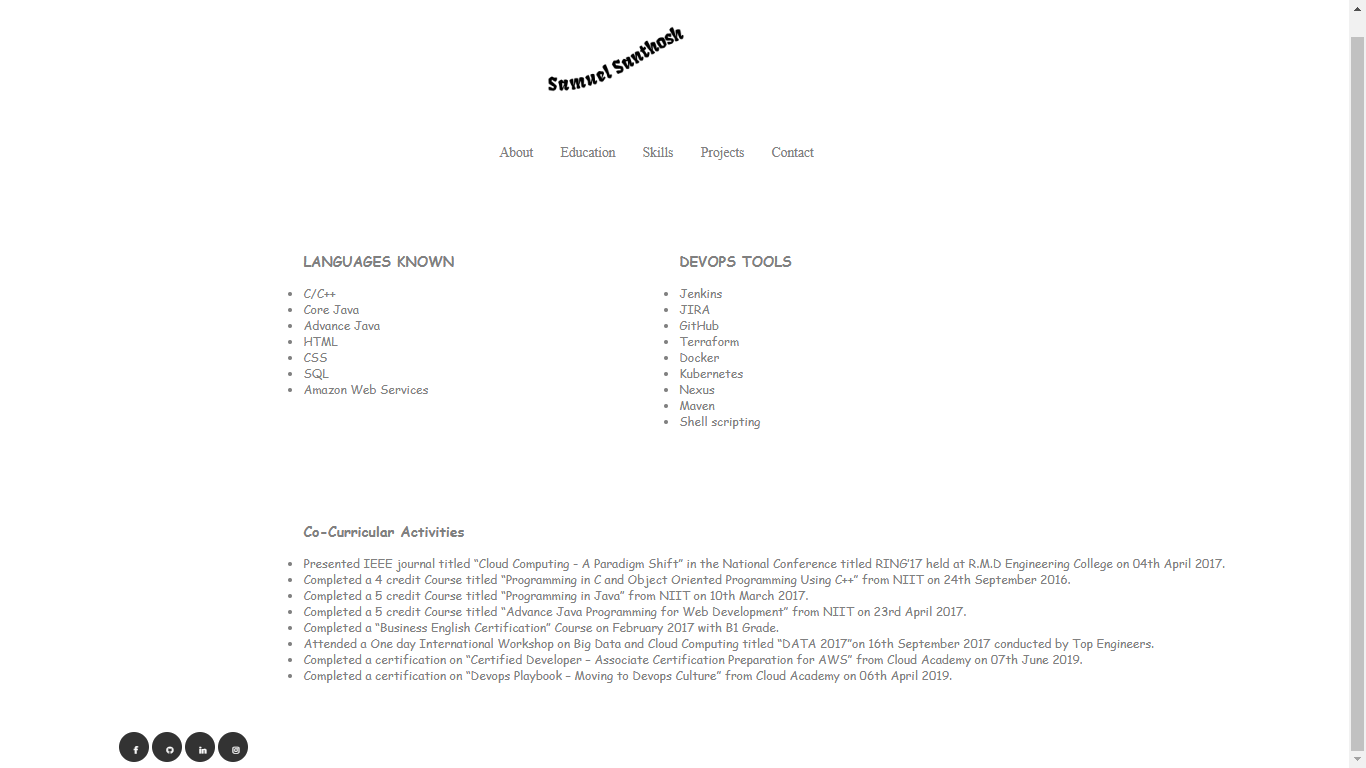 Samuel Santhosh
About Education Skills Projects Contact
LANGUAGES KNOWN
• C/C++
• Core Java
• Advance Java
• HTML
• CSS
• SQL
• Amazon Web Services
DEVOPS TOOLS
• Jenkins
• JIRA
• GitHub
• Terraform
• Docker
• Kubernetes
• Nexus
• Maven
• Shell scripting
Co-Curricular Activities
• Presented IEEE journal titled “Cloud Computing - A Paradigm Shift” in the National Conference titled RING’17 held at R.M.D Engineering College on 04th April 2017.
• Completed a 4 credit Course titled “Programming in C and Object Oriented Programming Using C++” from NIIT on 24th September 2016.
• Completed a 5 credit Course titled “Programming in Java” from NIIT on 10th March 2017.
• Completed a 5 credit Course titled “Advance Java Programming for Web Development” from NIIT on 23rd April 2017.
• Completed a “Business English Certification” Course on February 2017 with B1 Grade.
• Attended a One day International Workshop on Big Data and Cloud Computing titled “DATA 2017”on 16th September 2017 conducted by Top Engineers.
• Completed a certification on “Certified Developer – Associate Certification Preparation for AWS” from Cloud Academy on 07th June 2019.
• Completed a certification on “Devops Playbook – Moving to Devops Culture” from Cloud Academy on 06th April 2019.